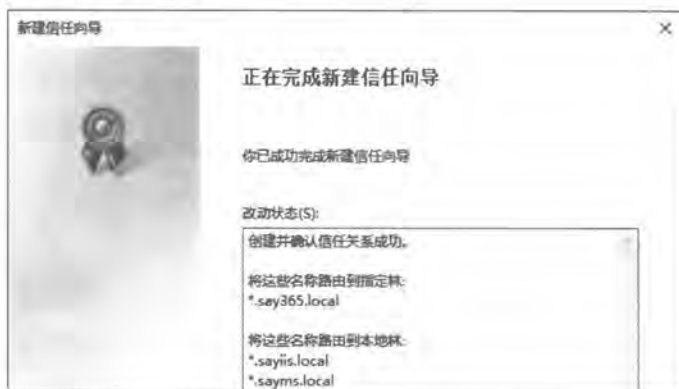 新建信任向导
正在完成新建信任向导
你已成功完成新建信任向导
改动状态(S):
创建并确认信任关系成功。
将这些名称路由到指定林:
*.say365.local
将这些名称路由到本地林:
*.sayiis.local
*.sayms.local